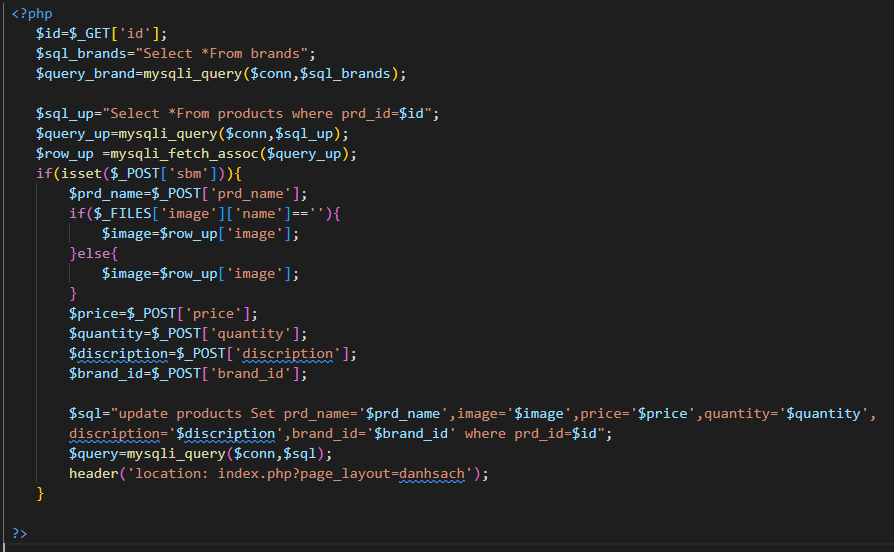 <?php
$id=$_GET['id'];
$sql_brands="Select *From brands";
$query_brand=mysqli_query($conn,$sql_brands);
$sql_up="Select *From products where prd_id=$id";
$query_up=mysqli_query($conn,$sql_up);
$row_up =mysqli_fetch_assoc($query_up);
if(isset($_POST['sbm'])){
$prd_name=$_POST['prd_name'];
if($_FILES['image']['name']==''){
$image=$row_up['image'];
}else{
$image=$row_up['image'];
}
$price=$_POST['price'];
$quantity=$_POST['quantity'];
$discription=$_POST['discription'];
$brand_id=$_POST['brand_id'];
$sql="update products Set prd_name='$prd_name',image='$image',price='$price',quantity='$quantity',
discription='$discription',brand_id='$brand_id' where prd_id=$id";
$query=mysqli_query($conn,$sql);
header('location: index.php?page_layout=danhsach');
}
?>